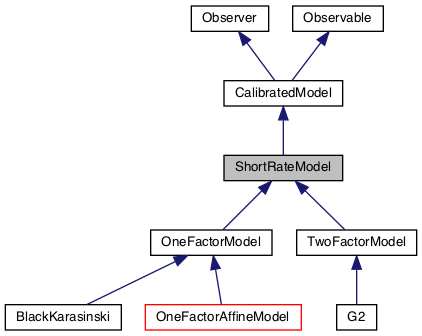 Observer Observable
CalibratedModel
ShortRateModel
OneFactorModel TwoFactorModel
BlackKarasinski OneFactorAffineModel G2